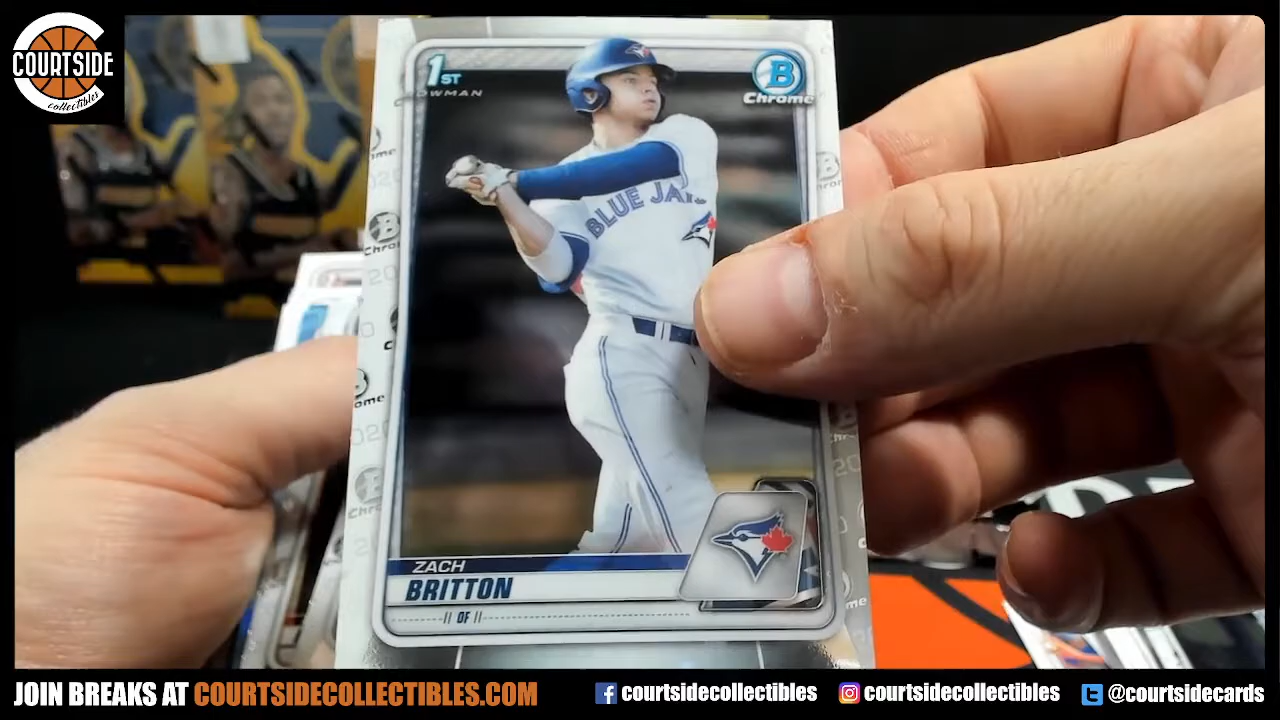 COURTSIDE
collectibles
1ST
BOWMAN
B
Chrome
BLUE JAYS
ZACH
BRITTON
OF
JOIN BREAKS AT COURTSIDECOLLECTIBLES.COM
courtsidecollectibles
courtsidecollectibles
@courtsidecards